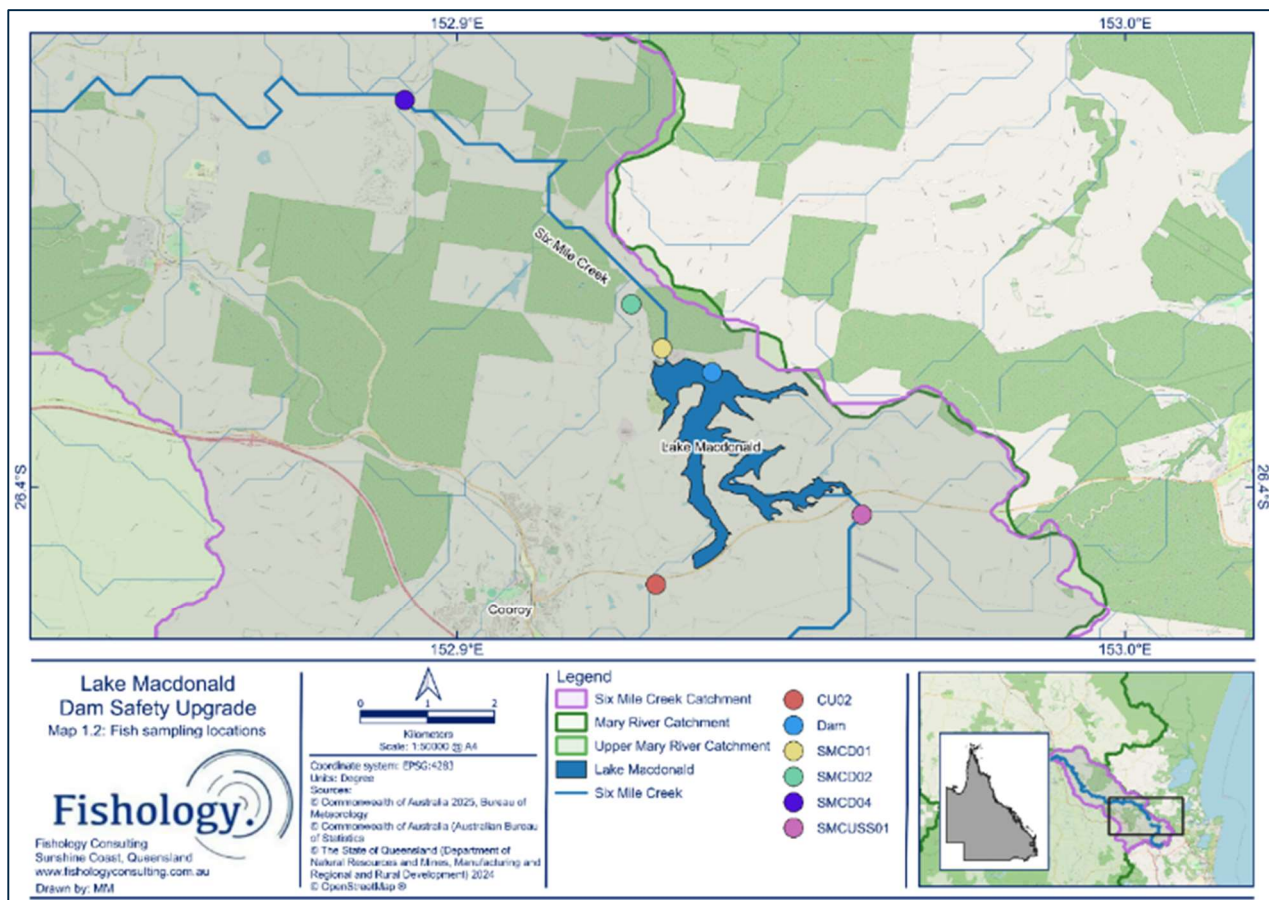 152.9°E
153.0°E
Six Mile Creek
Lake Macdonald
26.4°S
26.4°S
Cooroy
152.9°E
153.0°E
Lake Macdonald
Dam Safety Upgrade
Map 1.2: Fish sampling locations
Fishology.
Fishology Consulting
Sunshine Coast, Queensland
www.fishologyconsulting.com.au
Drawn by: MM
0 1 2
Kilometers
Scale: 1:50000 @ A4
Coordinate system: EPSG:4283
Units: Degree
Sources:
© Commonwealth of Australia 2025, Bureau of
Meteorology
© Commonwealth of Australia (Australian Bureau
of Statistics
© The State of Queensland (Department of
Natural Resources and Mines, Manufacturing and
Regional and Rural Development) 2024
© OpenStreetMap ®
Legend
Six Mile Creek Catchment
Mary River Catchment
Upper Mary River Catchment
Lake Macdonald
Six Mile Creek
CU02
Dam
SMCD01
SMCD02
SMCD04
SMCUSS01